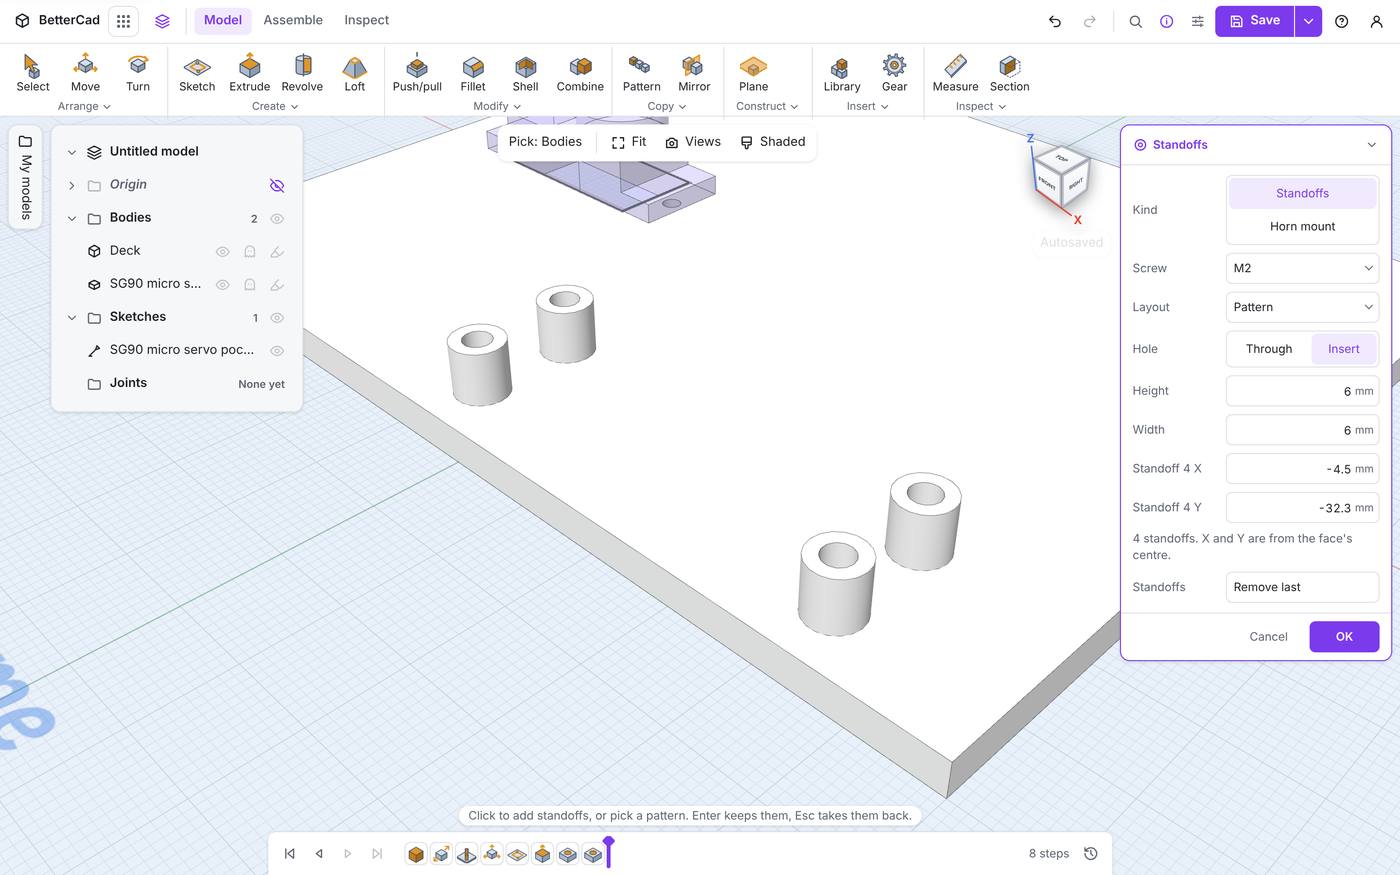 BetterCad
Model
Assemble
Inspect
Save
Select
Move
Turn
Sketch
Extrude
Revolve
Loft
Push/pull
Fillet
Shell
Combine
Pattern
Mirror
Plane
Library
Gear
Measure
Section
Arrange
Create
Modify
Copy
Construct
Insert
Inspect
My models
Untitled model
Origin
Bodies 2
Deck
SG90 micro s...
Sketches 1
SG90 micro servo poc...
Joints None yet
Pick: Bodies
Fit
Views
Shaded
Z
TOP
FRONT
RIGHT
X
Autosaved
Standoffs
Kind
Standoffs
Horn mount
Screw M2
Layout Pattern
Hole Through Insert
Height 6 mm
Width 6 mm
Standoff 4 X -4.5 mm
Standoff 4 Y -32.3 mm
4 standoffs. X and Y are from the face's
centre.
Standoffs Remove last
Cancel OK
Click to add standoffs, or pick a pattern. Enter keeps them, Esc takes them back.
8 steps